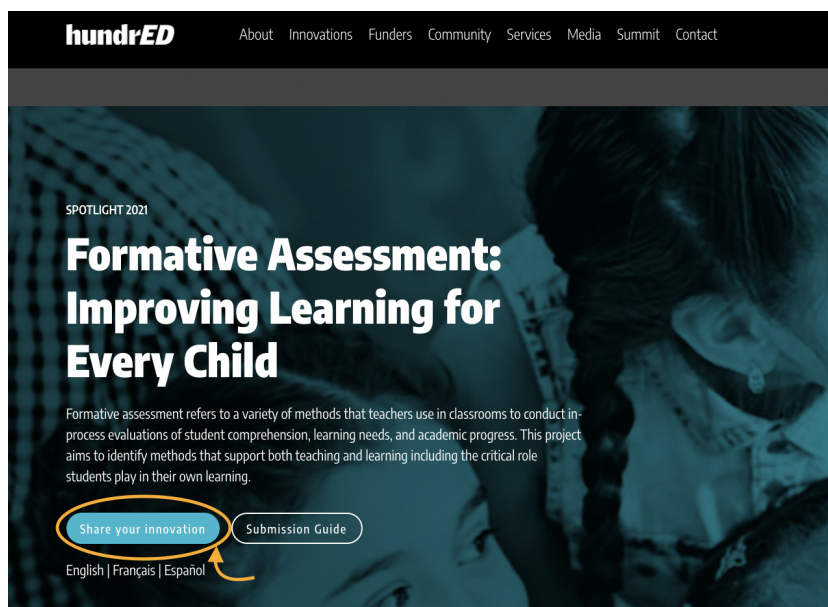 hundrED
About Innovations Funders Community Services Media Summit Contact
SPOTLIGHT 2021
Formative Assessment:
Improving Learning for
Every Child
Formative assessment refers to a variety of methods that teachers use in classrooms to conduct in-
process evaluations of student comprehension, learning needs, and academic progress. This project
aims to identify methods that support both teaching and learning including the critical role
students play in their own learning.
Share your innovation Submission Guide
English | Français | Español